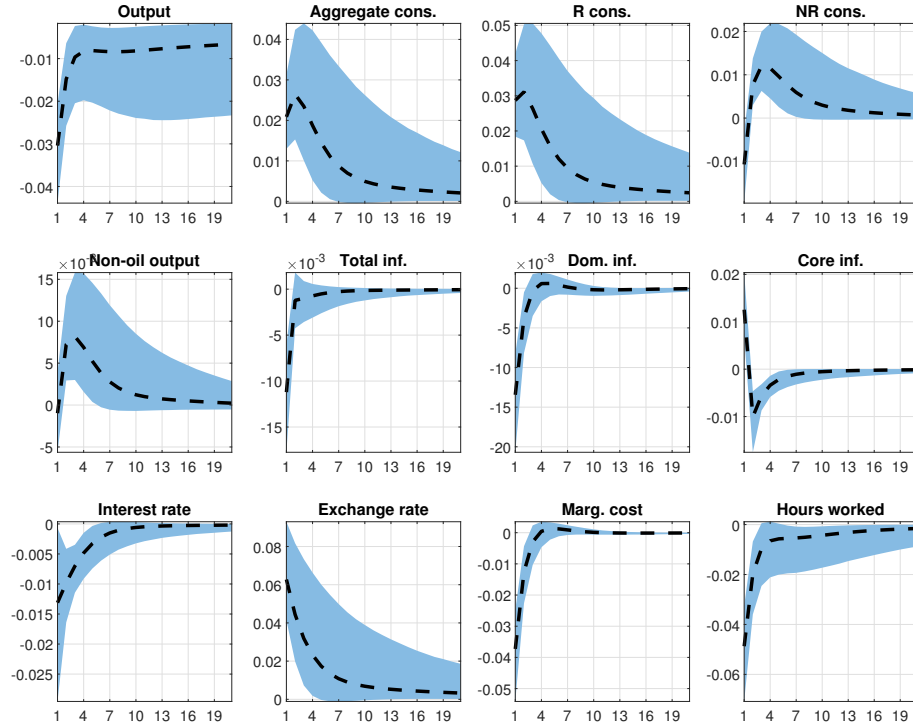 Output
-0.01
-0.02
-0.03
-0.04
1 4 7 10 13 16 19
Aggregate cons.
0.04
0.03
0.02
0.01
0
1 4 7 10 13 16 19
R cons.
0.05
0.04
0.03
0.02
0.01
0
1 4 7 10 13 16 19
NR cons.
0.02
0.01
0
-0.01
1 4 7 10 13 16 19
Non-oil output
15
10
5
0
-5
1 4 7 10 13 16 19
Total inf.
×10⁻³
0
-5
-10
-15
1 4 7 10 13 16 19
Dom. inf.
×10⁻³
0
-5
-10
-15
-20
1 4 7 10 13 16 19
Core inf.
0.02
0.01
0
-0.01
1 4 7 10 13 16 19
Interest rate
0
-0.005
-0.01
-0.015
-0.02
-0.025
1 4 7 10 13 16 19
Exchange rate
0.08
0.06
0.04
0.02
0
1 4 7 10 13 16 19
Marg. cost
0
-0.01
-0.02
-0.03
-0.04
-0.05
1 4 7 10 13 16 19
Hours worked
0
-0.02
-0.04
-0.06
1 4 7 10 13 16 19